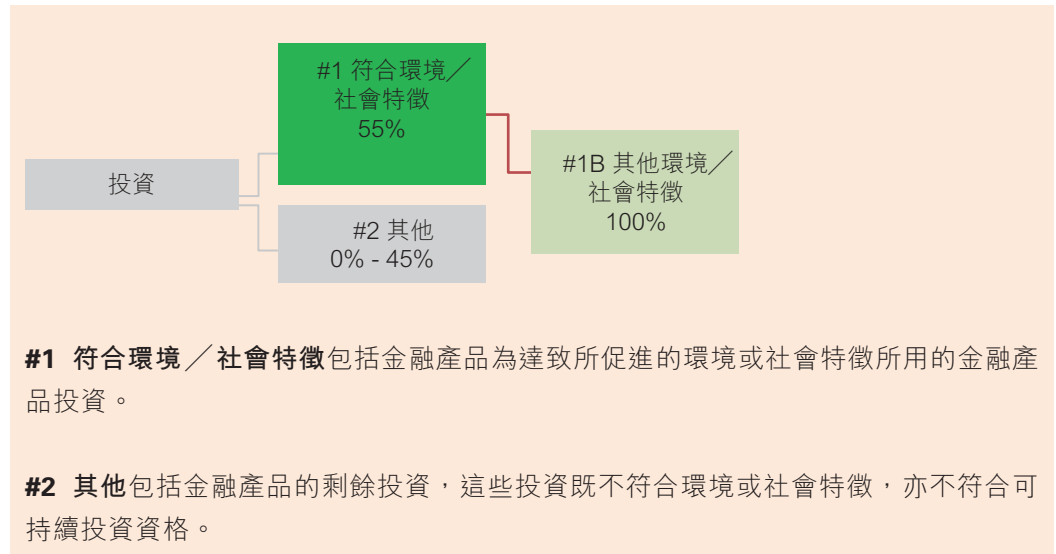 #1 符合環境╱
社會特徵
55%
投資
#2 其他
0% - 45%
#1B 其他環境╱
社會特徵
100%
#1 符合環境╱社會特徵包括金融產品為達致所促進的環境或社會特徵所用的金融產
品投資。
#2 其他包括金融產品的剩餘投資，這些投資既不符合環境或社會特徵，亦不符合可
持續投資資格。